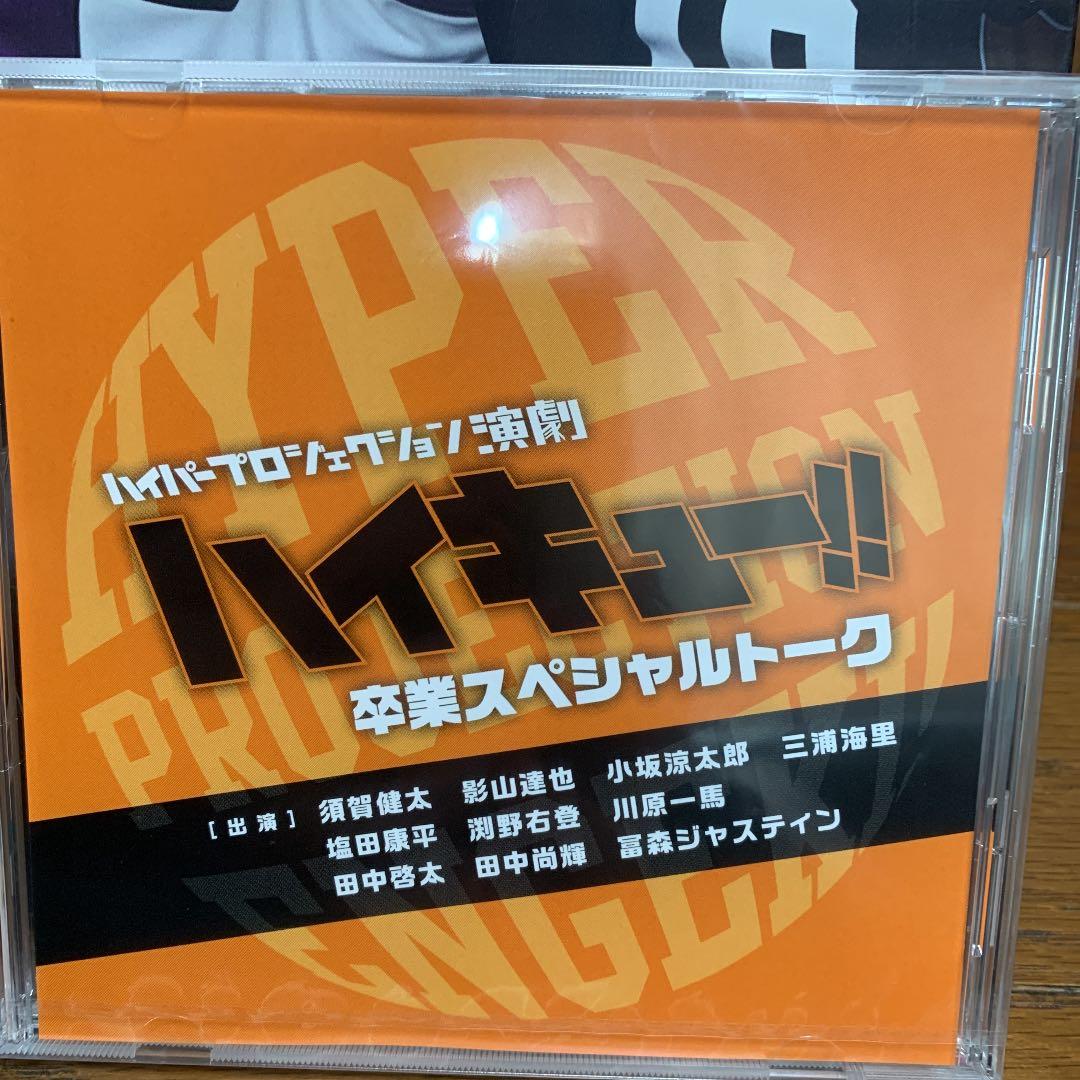 HYPER
PROJECTION
ENGEKI
ハイパープロジェクション演劇
ハイキュー!!
卒業スペシャルトーク
[出演] 須賀健太 影山達也 小坂涼太郎 三浦海里
塩田康平 渕野右登 川原一馬
田中啓太 田中尚輝 冨森ジャスティン